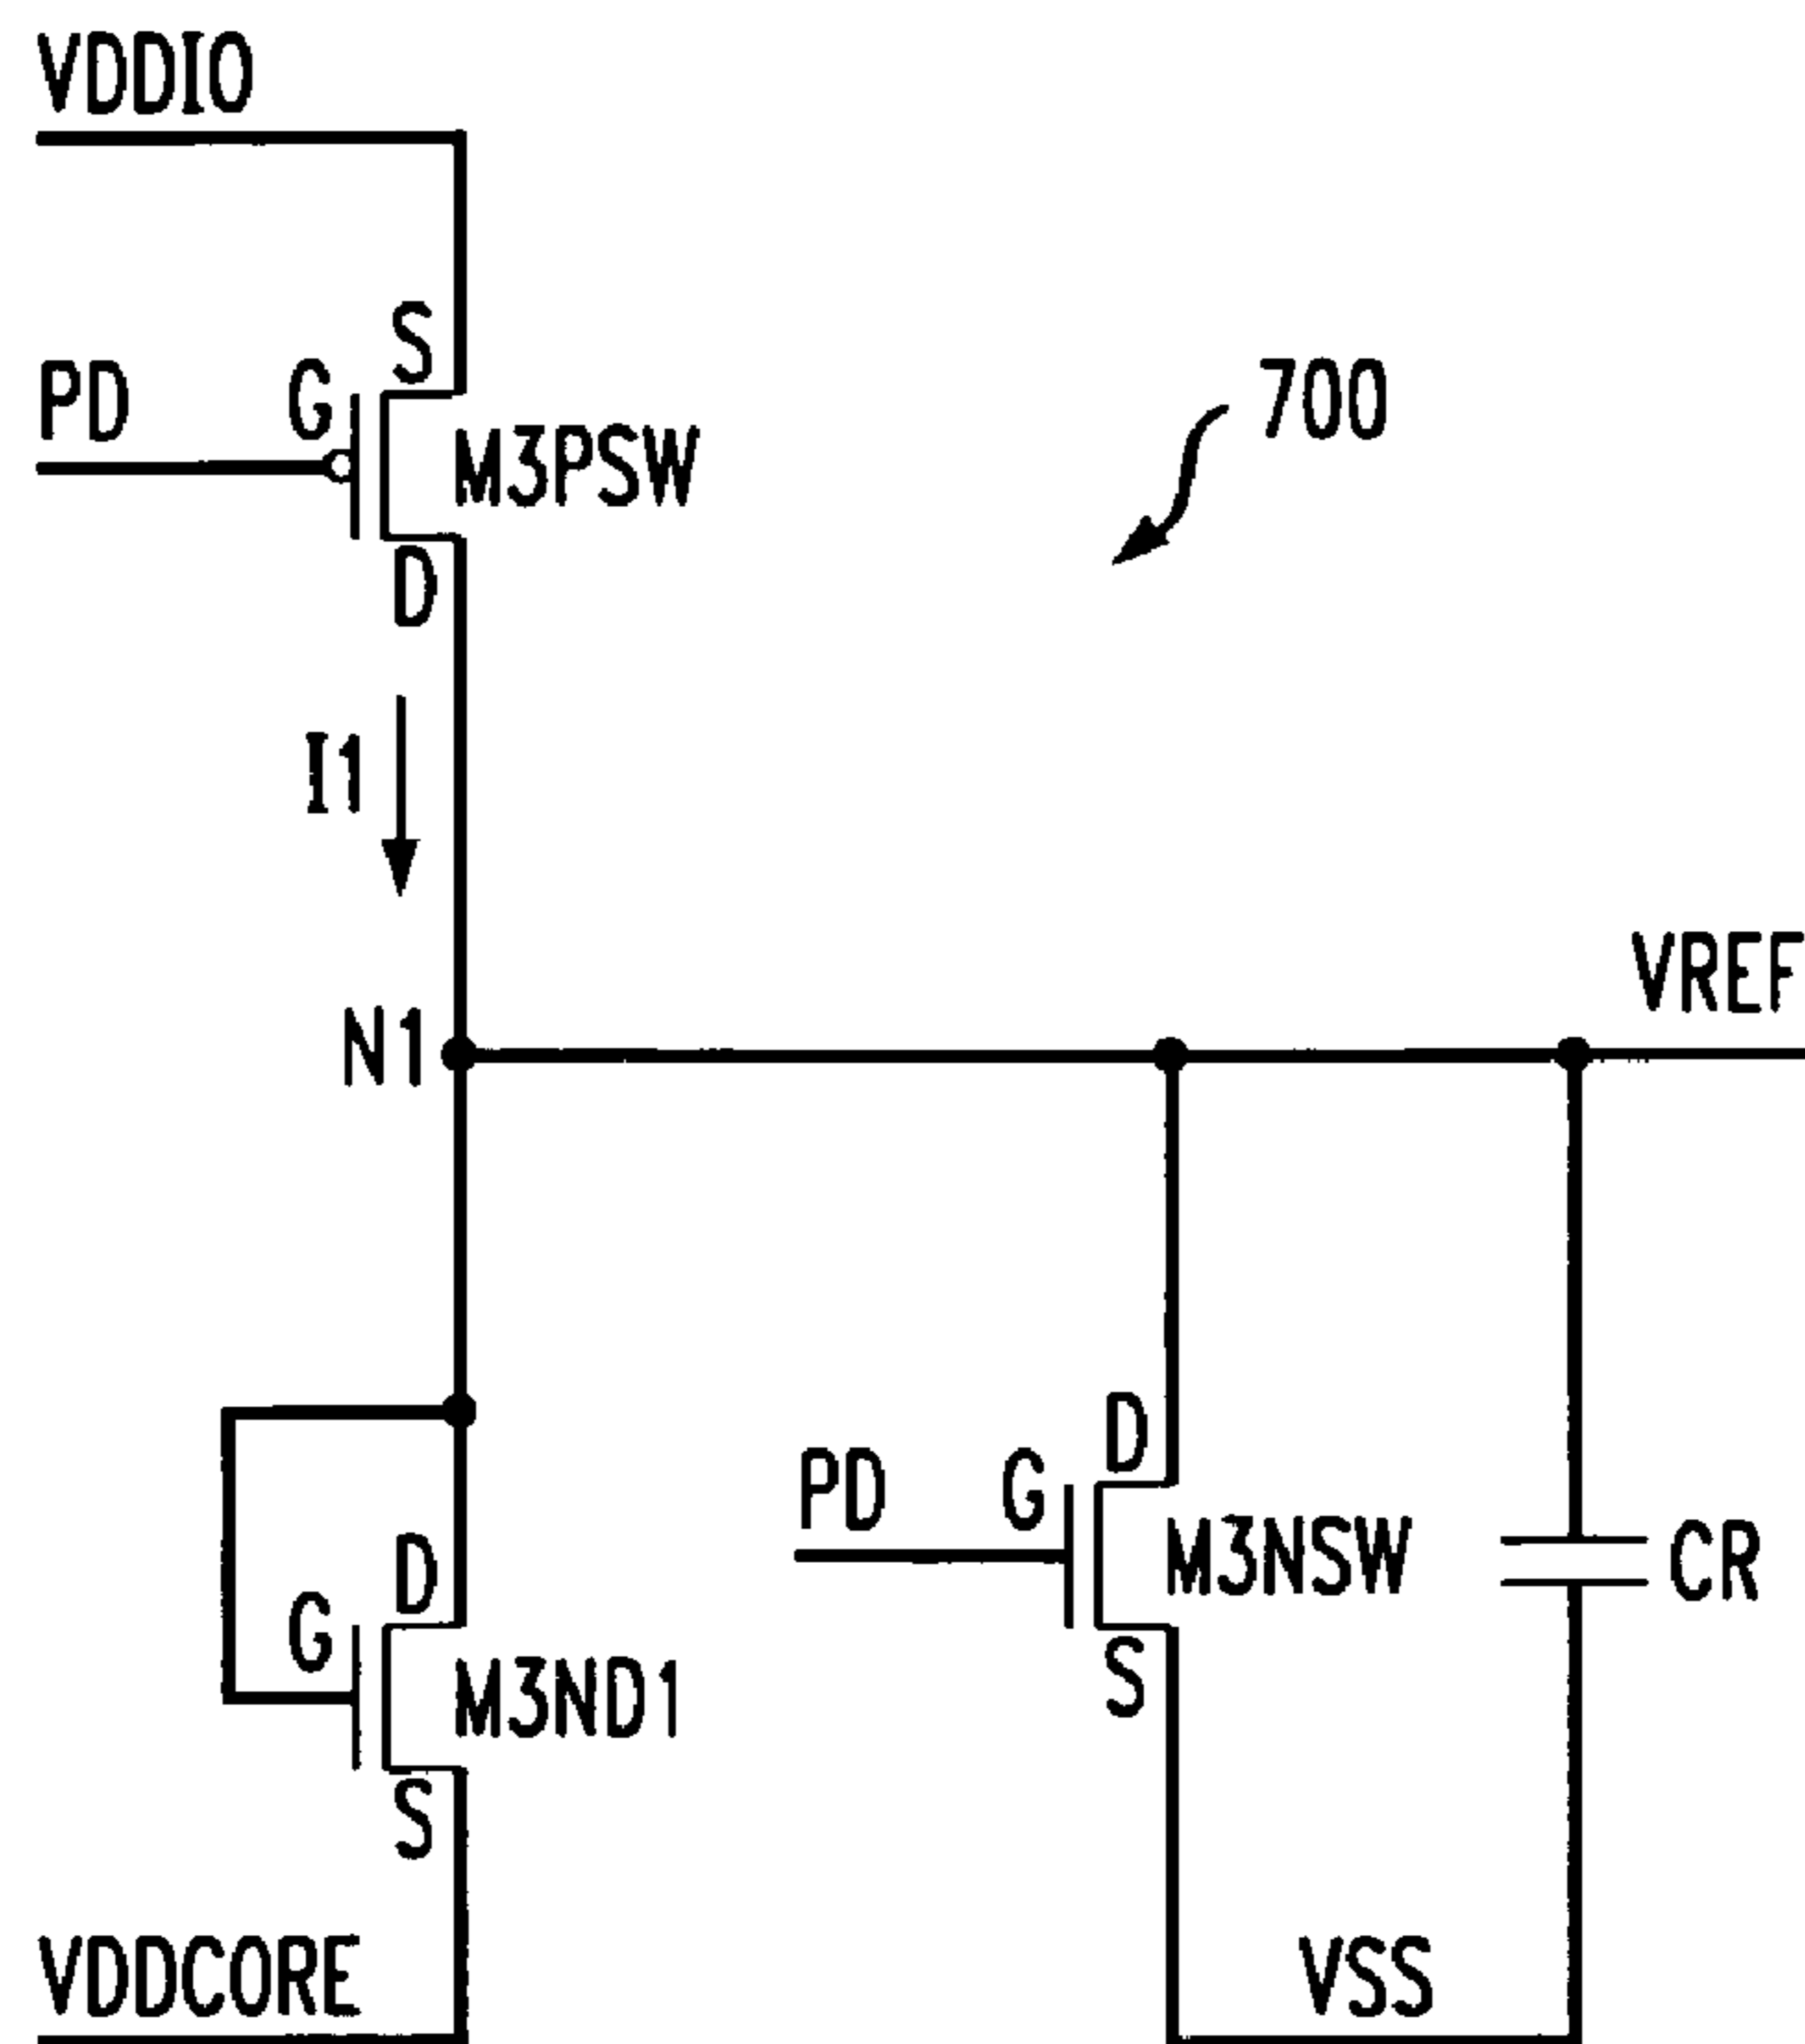 VDDIO
S
PD
G
M3PSW
700
D
I1
VREF
N1
D
PD
G
M3NSW
CR
D
G
S
M3ND1
S
VDDCORE
VSS